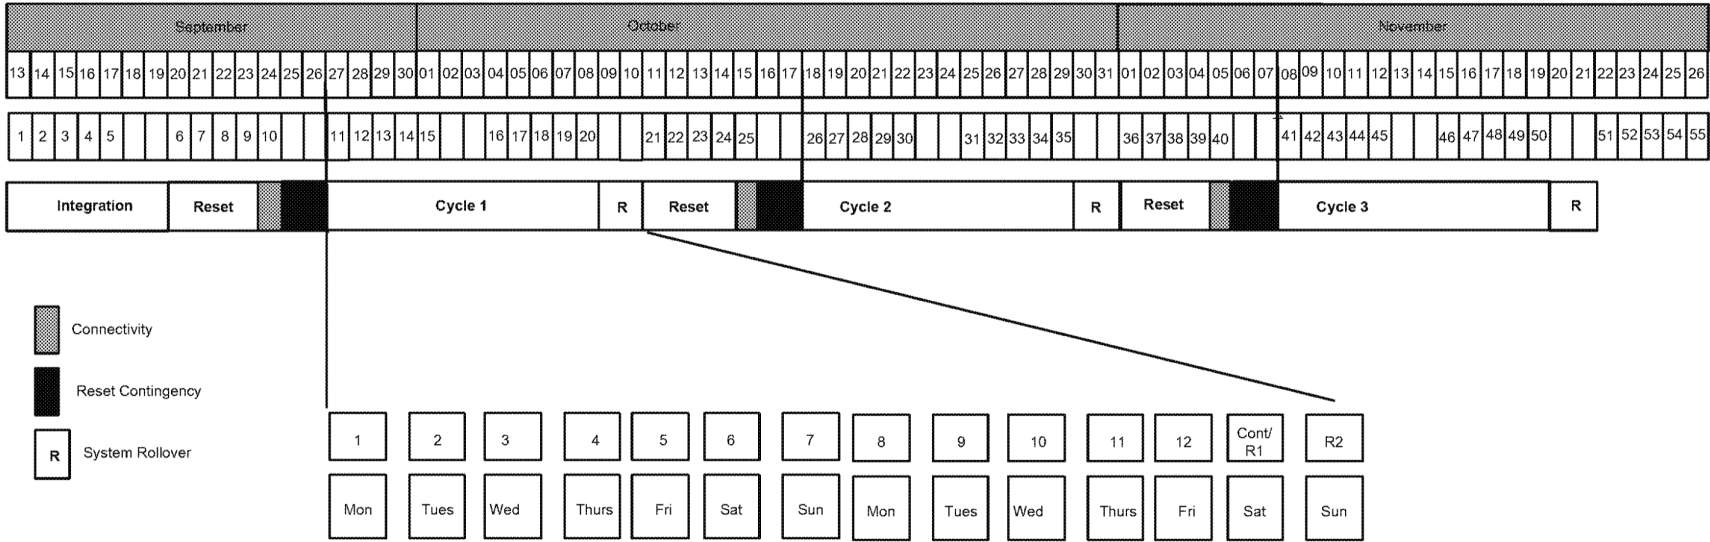 September October November
13 14 15 16 17 18 19 20 21 22 23 24 25 26 27 28 29 30 01 02 03 04 05 06 07 08 09 10 11 12 13 14 15 16 17 18 19 20 21 22 23 24 25 26 27 28 29 30 31 01 02 03 04 05 06 07 08 09 10 11 12 13 14 15 16 17 18 19 20 21 22 23 24 25 26
1 2 3 4 5 6 7 8 9 10 11 12 13 14 15 16 17 18 19 20 21 22 23 24 25 26 27 28 29 30 31 32 33 34 35 36 37 38 39 40 41 42 43 44 45 46 47 48 49 50 51 52 53 54 55
Integration Reset Cycle 1 R Reset Cycle 2 R Reset Cycle 3 R
Connectivity
Reset Contingency
R System Rollover
1 2 3 4 5 6 7 8 9 10 11 12 Cont/
R1 R2
Mon Tues Wed Thurs Fri Sat Sun Mon Tues Wed Thurs Fri Sat Sun